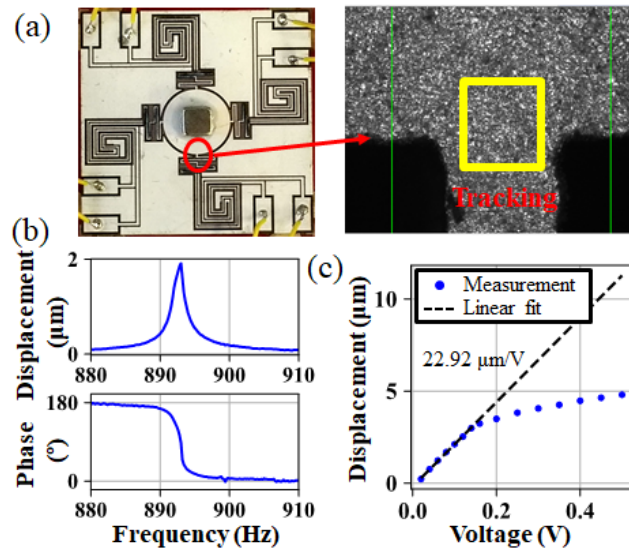 (a)
Tracking
(b)
Displacement
(μm)
2
0
880 890 900 910
Phase
(°)
180
0
880 890 900 910
Frequency (Hz)
(c)
Displacement (μm)
10
5
0
Measurement
Linear fit
22.92 μm/V
0.0 0.2 0.4
Voltage (V)